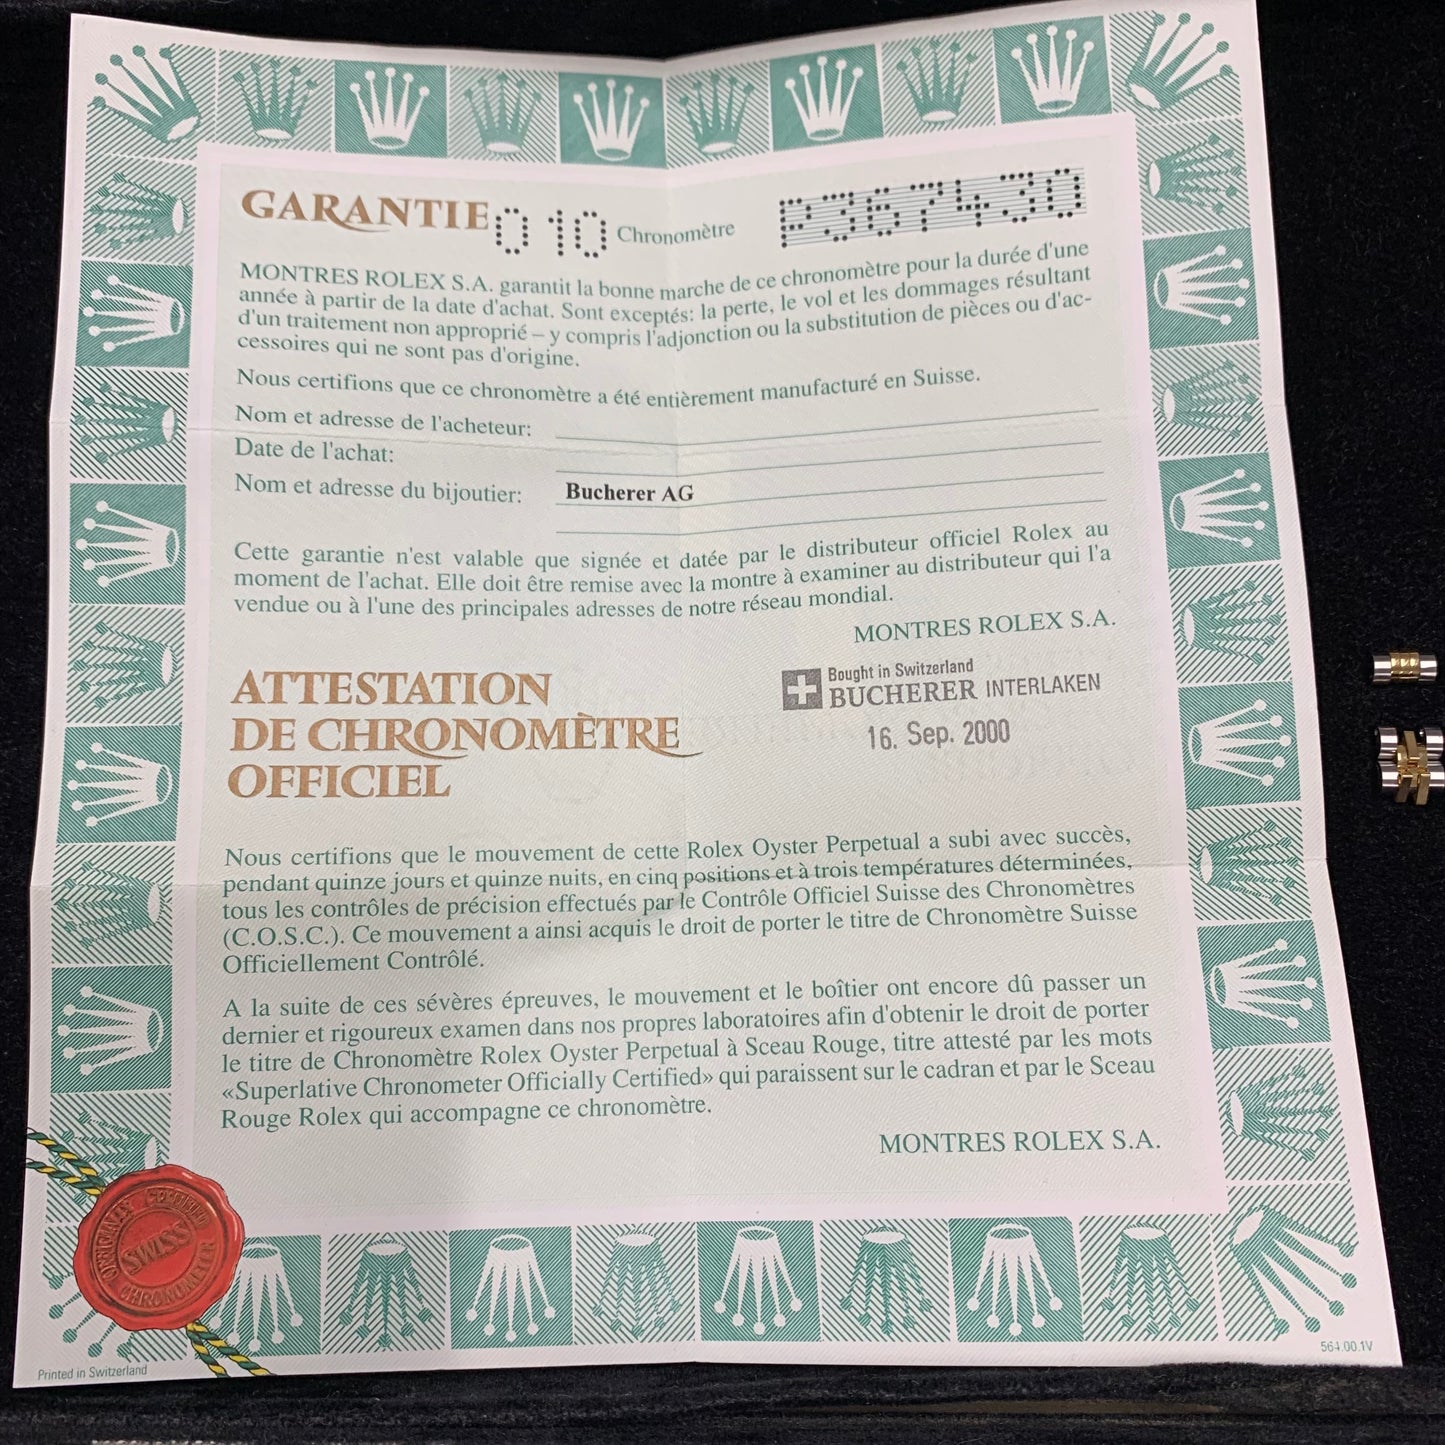 GARANTIE 010 Chronomètre P367430
MONTRES ROLEX S.A. garantit la bonne marche de ce chronomètre pour la durée d'une
année à partir de la date d'achat. Sont exceptés: la perte, le vol et les dommages résultant
d'un traitement non approprié – y compris l'adjonction ou la substitution de pièces ou d'ac-
cessoires qui ne sont pas d'origine.
Nous certifions que ce chronomètre a été entièrement manufacturé en Suisse.
Nom et adresse de l'acheteur:
Date de l'achat:
Nom et adresse du bijoutier: Bucherer AG
Cette garantie n'est valable que signée et datée par le distributeur officiel Rolex au
moment de l'achat. Elle doit être remise avec la montre à examiner au distributeur qui l'a
vendue ou à l'une des principales adresses de notre réseau mondial.
MONTRES ROLEX S.A.
Bought in Switzerland
BUCHERER INTERLAKEN
16. Sep. 2000
ATTESTATION
DE CHRONOMÈTRE
OFFICIEL
Nous certifions que le mouvement de cette Rolex Oyster Perpetual a subi avec succès,
pendant quinze jours et quinze nuits, en cinq positions et à trois températures déterminées,
tous les contrôles de précision effectués par le Contrôle Officiel Suisse des Chronomètres
(C.O.S.C.). Ce mouvement a ainsi acquis le droit de porter le titre de Chronomètre Suisse
Officiellement Contrôlé.
A la suite de ces sévères épreuves, le mouvement et le boîtier ont encore dû passer un
dernier et rigoureux examen dans nos propres laboratoires afin d'obtenir le droit de porter
le titre de Chronomètre Rolex Oyster Perpetual à Sceau Rouge, titre attesté par les mots
«Superlative Chronometer Officially Certified» qui paraissent sur le cadran et par le Sceau
Rouge Rolex qui accompagne ce chronomètre.
MONTRES ROLEX S.A.
OFFICIALLY CERTIFIED
SWISS
CHRONOMETER
Printed in Switzerland
564.00.1V